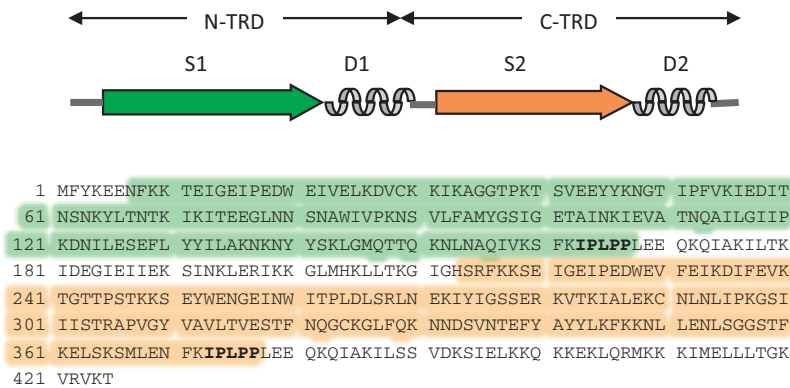 N-TRD C-TRD
S1 D1 S2 D2
1 MFYKEENFKK TEIGEIPEDW EIVELKDVCK KIKAGGTPKT SVEEYYKNGT IPFVKIEDIT
61 NSNKYLTNTK IKITEEGLNN SNAWIVPKNS VLFAMYGSIG ETAINKIEVA TNQAILGIIP
121 KDNILESEFL YYILAKNKNY YSKLGMQTTQ KNLNAQIVKS FKIPLPPLEE QKQIAKILTK
181 IDEGIEIIEK SINKLERIKK GLMHKLLTKG IGHSRFKKSE IGEIPEDWEV FEIKDIFEVK
241 TGTTPSTKKS EYWENGEINW ITPLDLSRLN EKIYIGSSER KVTKIALEKC NLNLIPKGSI
301 IISTRAPVGY VAVLTVESTF NQGCKGLFQK NNDSVNTEFY AYYLKFKKNL LENLSGGSTF
361 KELSKSMLEN FKIPLPPLEE QKQIAKILSS VDKSIELKKQ KKEKLQRMKK KIMELLLTGK
421 VRVKT